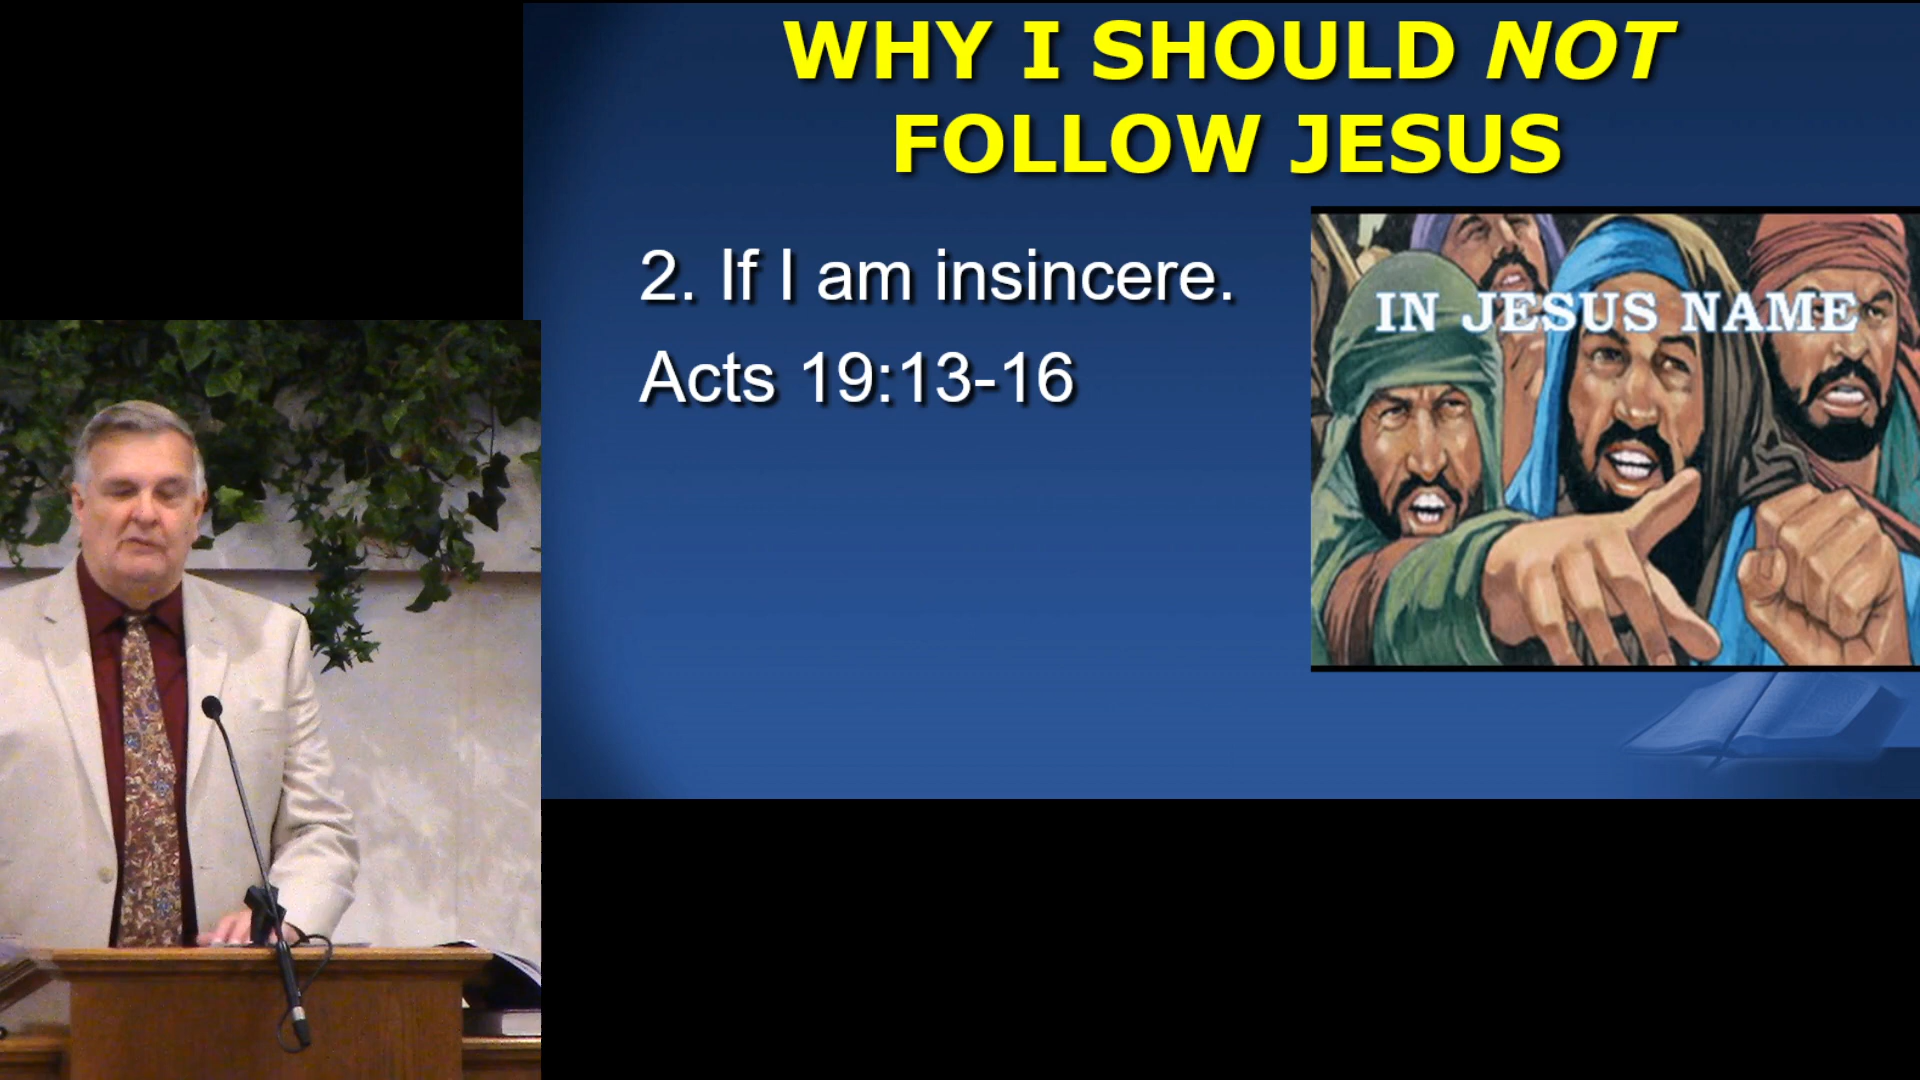 WHY I SHOULD NOT
FOLLOW JESUS
2. If I am insincere.
Acts 19:13-16
IN JESUS NAME